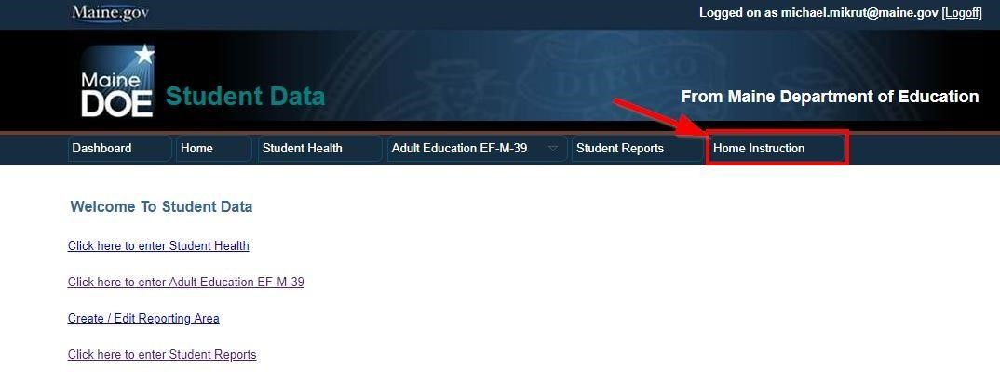 Maine.gov
Logged on as michael.mikrut@maine.gov [Logoff]
Maine
DOE
Student Data
DIRIGO
From Maine Department of Education
Dashboard Home Student Health Adult Education EF-M-39 Student Reports Home Instruction
Welcome To Student Data
Click here to enter Student Health
Click here to enter Adult Education EF-M-39
Create / Edit Reporting Area
Click here to enter Student Reports